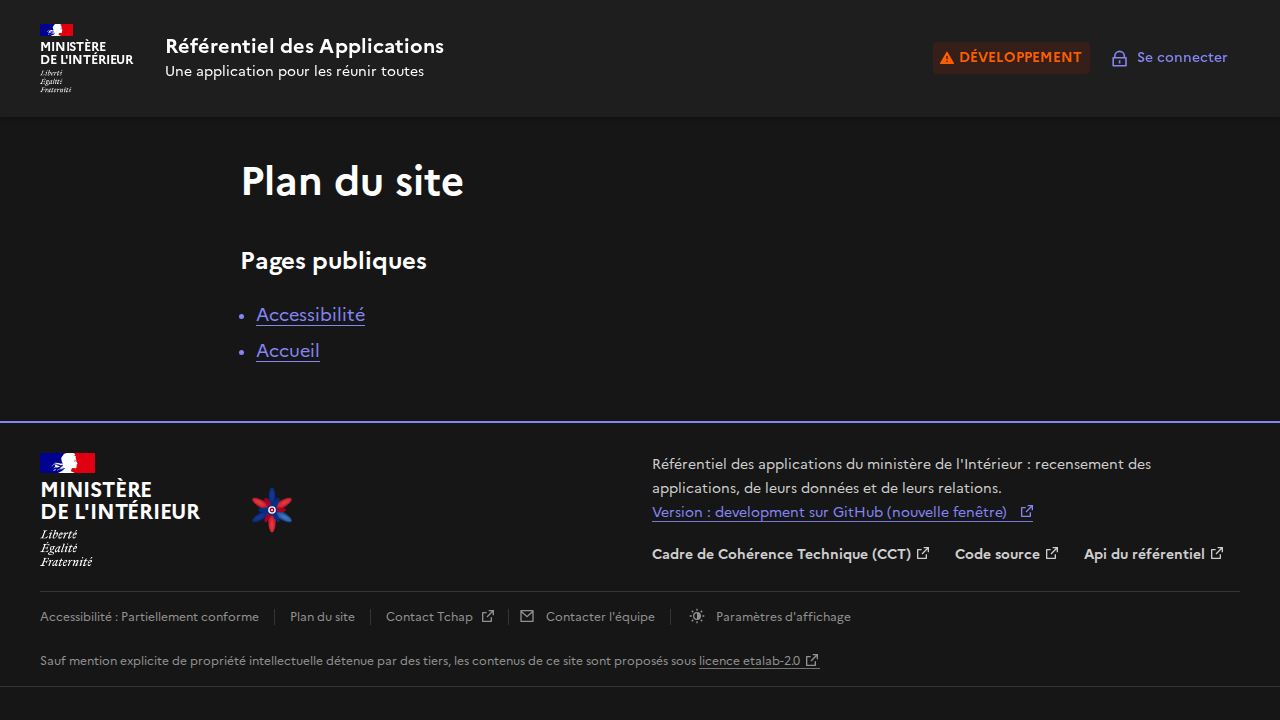 MINISTÈRE
DE L'INTÉRIEUR
Liberté
Égalité
Fraternité
Référentiel des Applications
Une application pour les réunir toutes
DÉVELOPPEMENT
Se connecter
Plan du site
Pages publiques
Accessibilité
Accueil
MINISTÈRE
DE L'INTÉRIEUR
Liberté
Égalité
Fraternité
Référentiel des applications du ministère de l'Intérieur : recensement des
applications, de leurs données et de leurs relations.
Version : development sur GitHub (nouvelle fenêtre)
Cadre de Cohérence Technique (CCT) Code source Api du référentiel
Accessibilité : Partiellement conforme Plan du site Contact Tchap Contacter l'équipe Paramètres d'affichage
Sauf mention explicite de propriété intellectuelle détenue par des tiers, les contenus de ce site sont proposés sous licence etalab-2.0